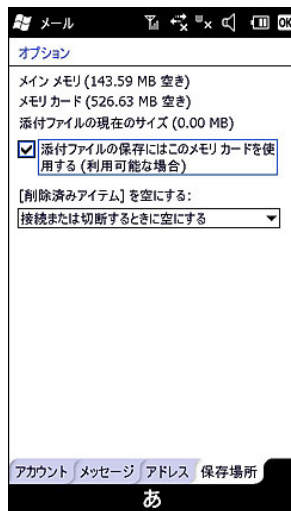 メール
OK
オプション
メイン メモリ (143.59 MB 空き)
メモリ カード (526.63 MB 空き)
添付ファイルの現在のサイズ (0.00 MB)
添付ファイルの保存にはこのメモリ カードを使
用する (利用可能な場合)
[削除済みアイテム] を空にする:
接続または切断するときに空にする
アカウント メッセージ アドレス 保存場所
あ